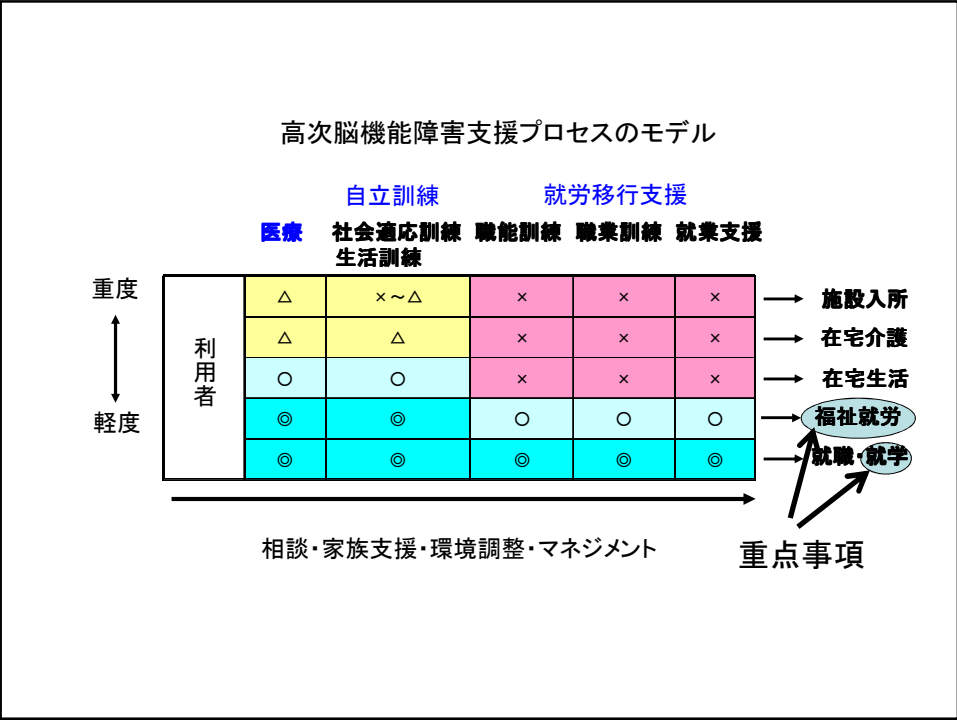 高次脳機能障害支援プロセスのモデル
自立訓練 就労移行支援
医療 社会適応訓練 職能訓練 職業訓練 就業支援
生活訓練
重度
軽度
利用者
△ ×～△ × × × 施設入所
△ △ × × × 在宅介護
○ ○ × × × 在宅生活
◎ ◎ ○ ○ ○ 福祉就労
◎ ◎ ◎ ◎ ◎ 就職・就学
相談・家族支援・環境調整・マネジメント
重点事項